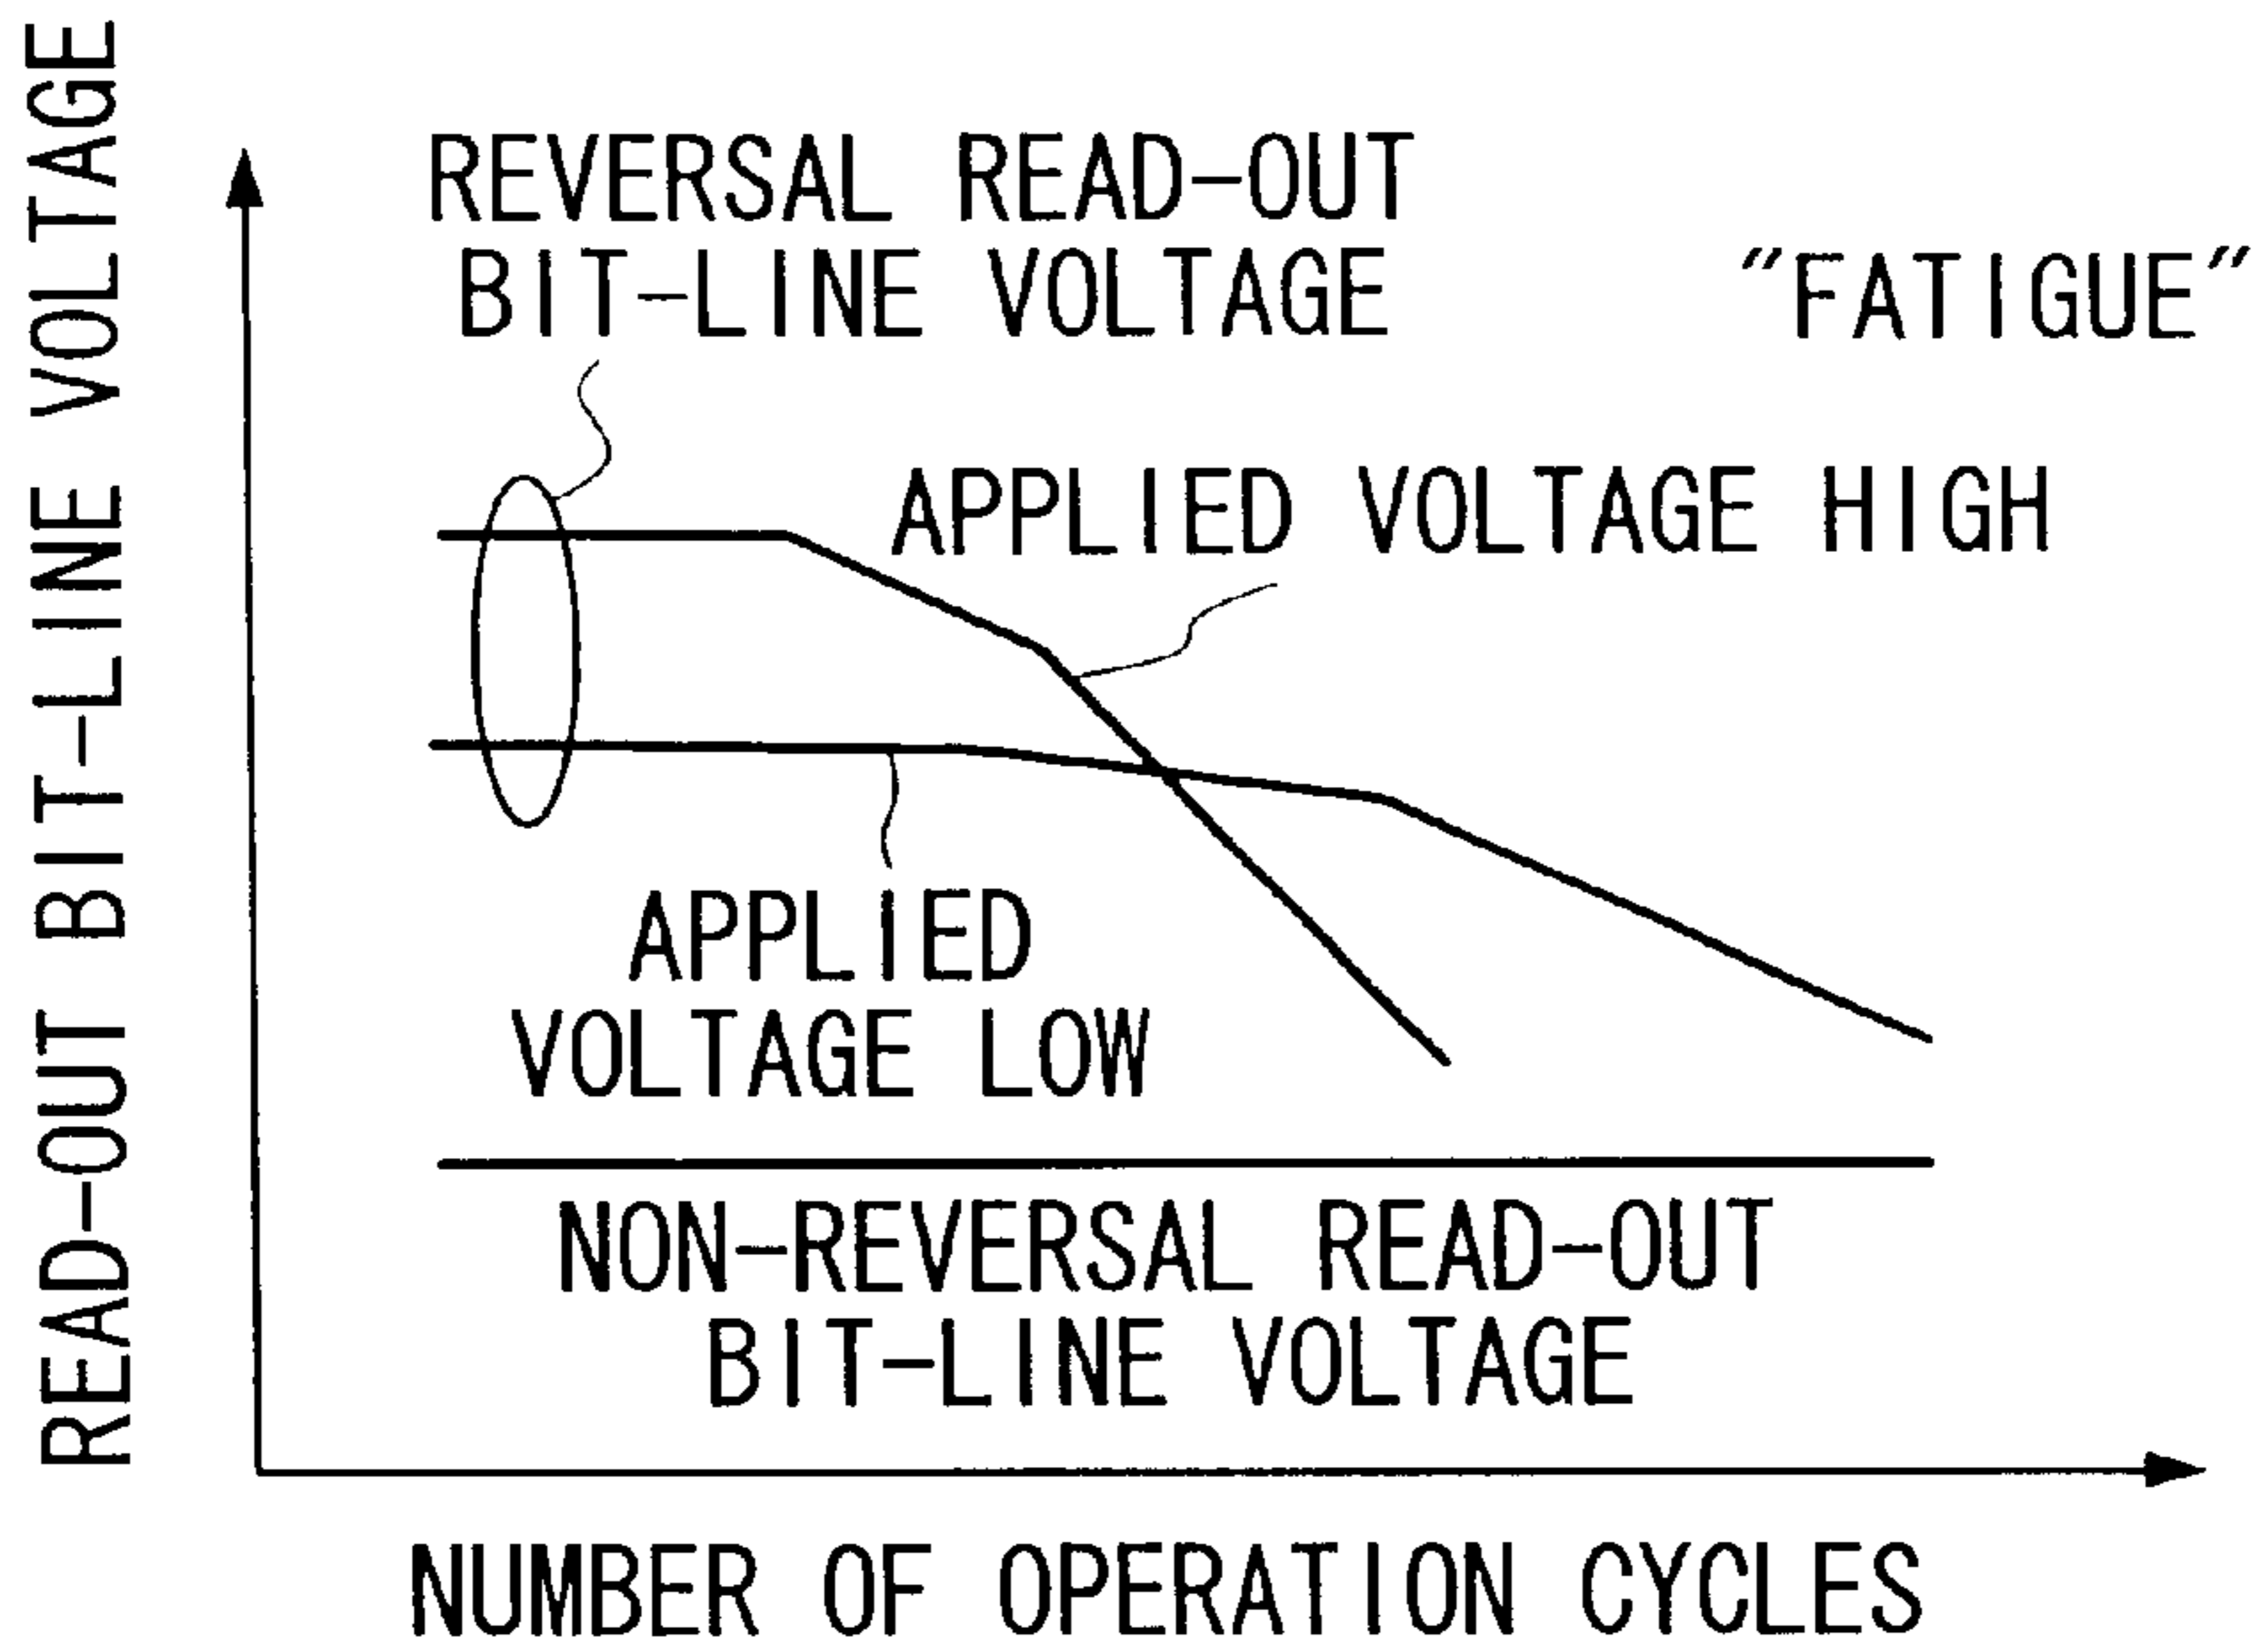 READ-OUT BIT-LINE VOLTAGE
REVERSAL READ-OUT
BIT-LINE VOLTAGE
"FATIGUE"
APPLIED VOLTAGE HIGH
APPLIED
VOLTAGE LOW
NON-REVERSAL READ-OUT
BIT-LINE VOLTAGE
NUMBER OF OPERATION CYCLES